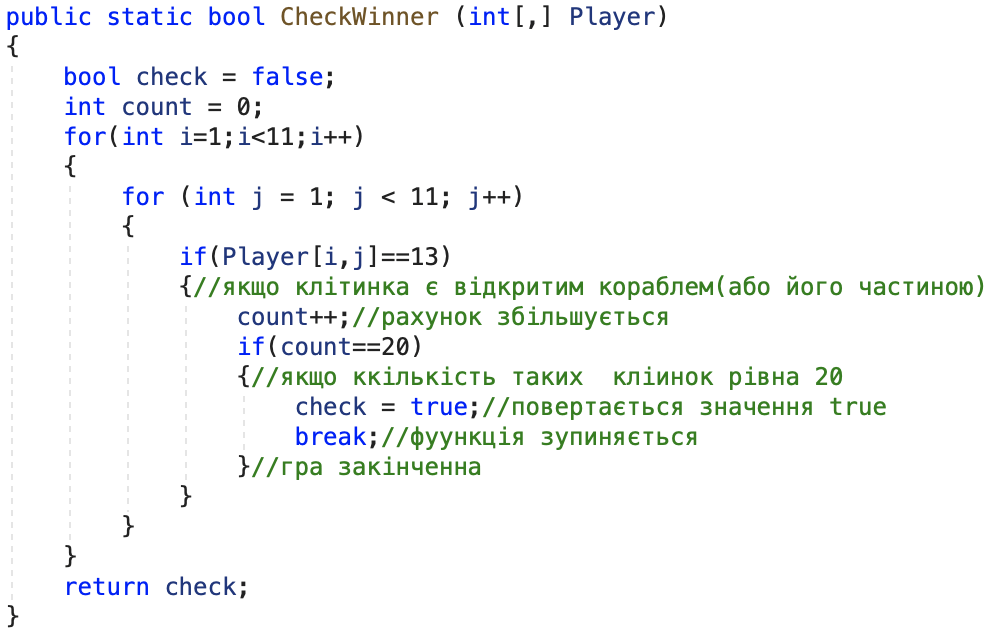 public static bool CheckWinner (int[,] Player)
{
    bool check = false;
    int count = 0;
    for(int i=1;i<11;i++)
    {
        for (int j = 1; j < 11; j++)
        {
            if(Player[i,j]==13)
            {//якщо клітинка є відкритим кораблем(або його частиною)
                count++;//рахунок збільшується
                if(count==20)
                {//якщо ккількість таких  кліинок рівна 20
                    check = true;//повертається значення true
                    break;//фуункція зупиняється
                }//гра закінченна
            }
        }
    }
    return check;
}